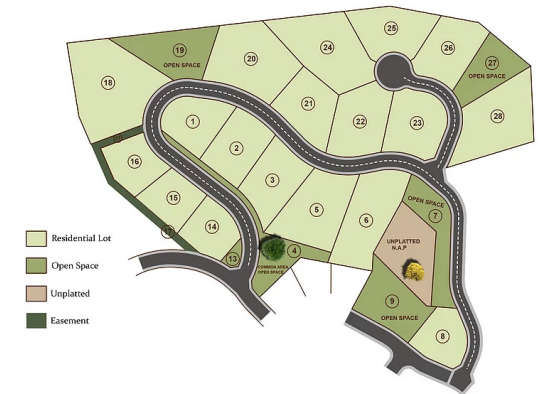 25
19
OPEN SPACE
24
26
20
27
OPEN SPACE
18
21
28
1
22
23
2
16
3
15
5
OPEN SPACE
7
6
14
UNPLATTED
N.A.P
4
13
COMMON AREA
OPEN SPACE
9
OPEN SPACE
8
Residential Lot
Open Space
Unplatted
Easement